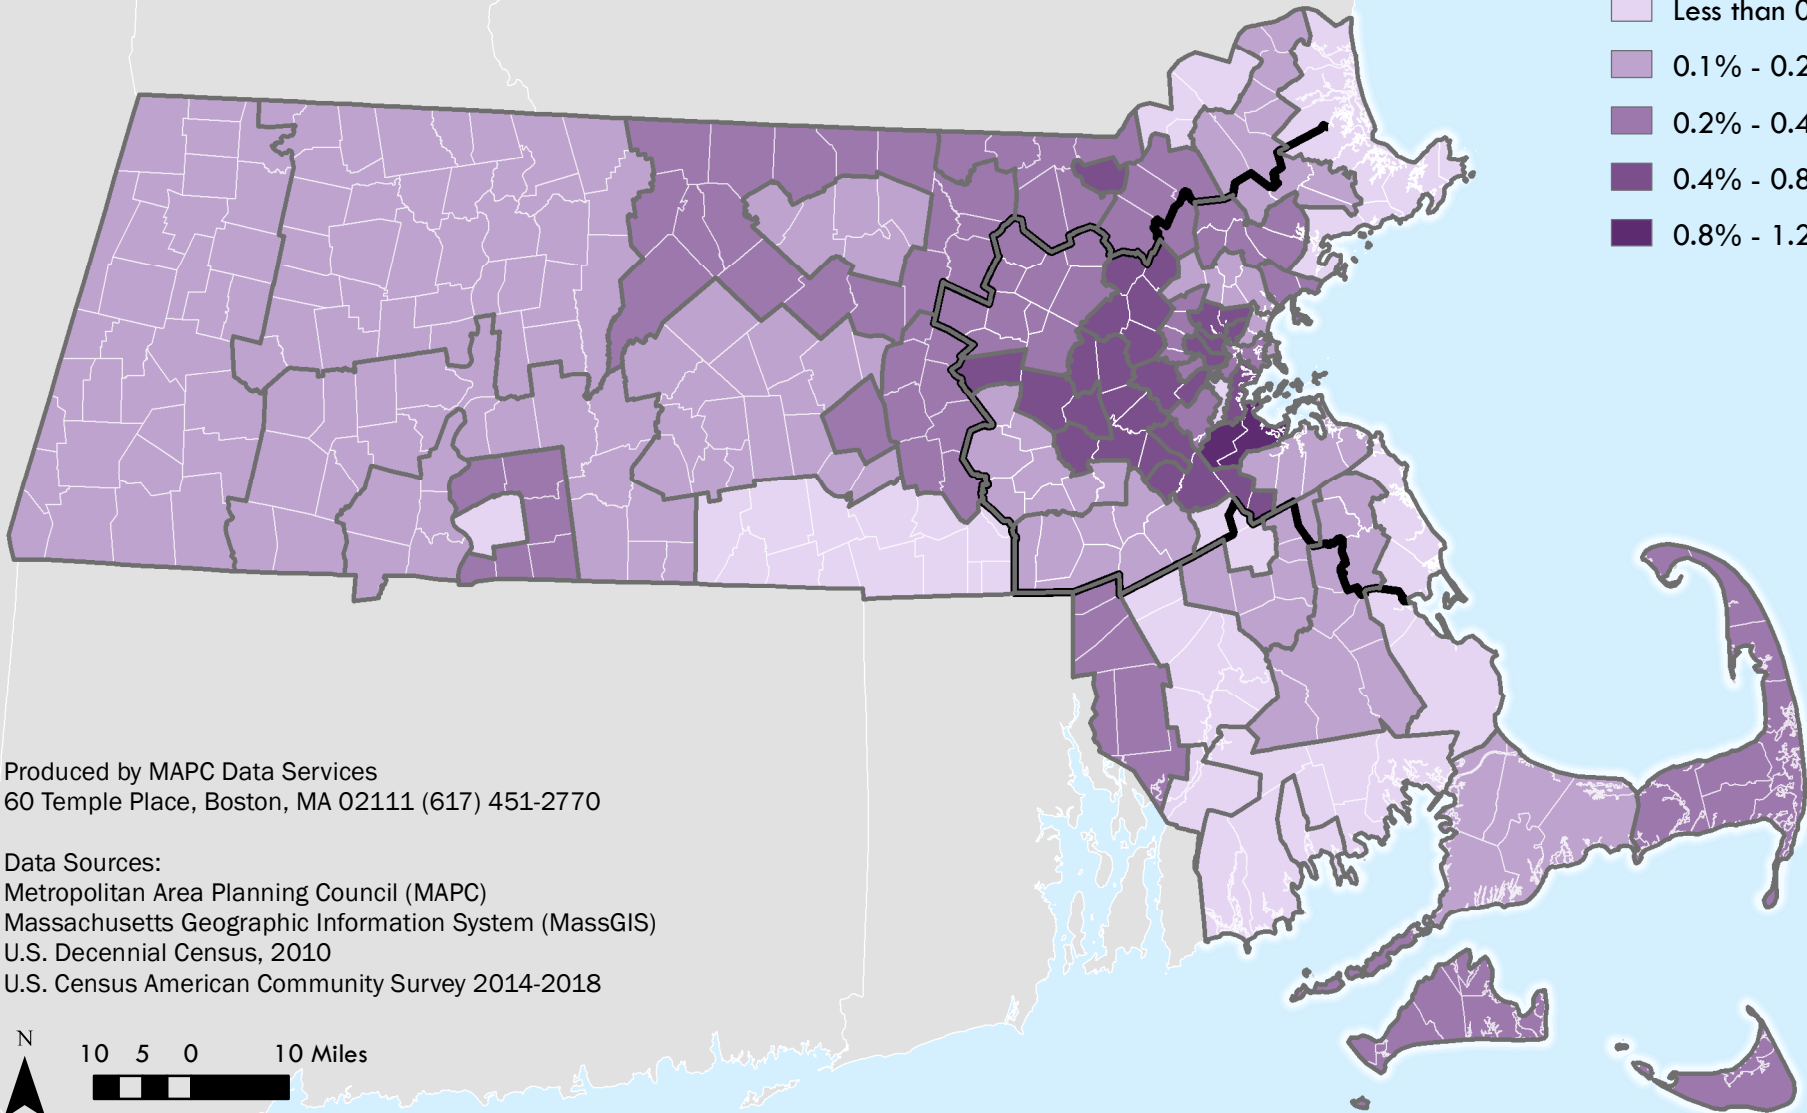 Less than 0
0.1% - 0.2
0.2% - 0.4
0.4% - 0.8
0.8% - 1.2
Produced by MAPC Data Services
60 Temple Place, Boston, MA 02111 (617) 451-2770
Data Sources:
Metropolitan Area Planning Council (MAPC)
Massachusetts Geographic Information System (MassGIS)
U.S. Decennial Census, 2010
U.S. Census American Community Survey 2014-2018
N
10 5 0 10 Miles